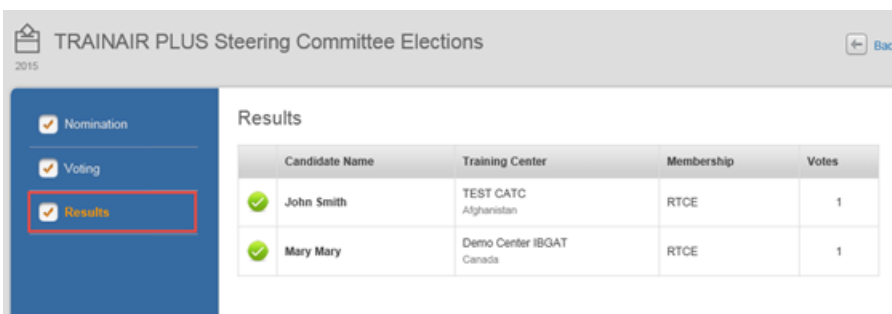 TRAINAIR PLUS Steering Committee Elections
2015
Bac
Nomination
Voting
Results
Results
Candidate Name Training Center Membership Votes
John Smith TEST CATC RTCE 1
Afghanistan
Mary Mary Demo Center IBGAT RTCE 1
Canada